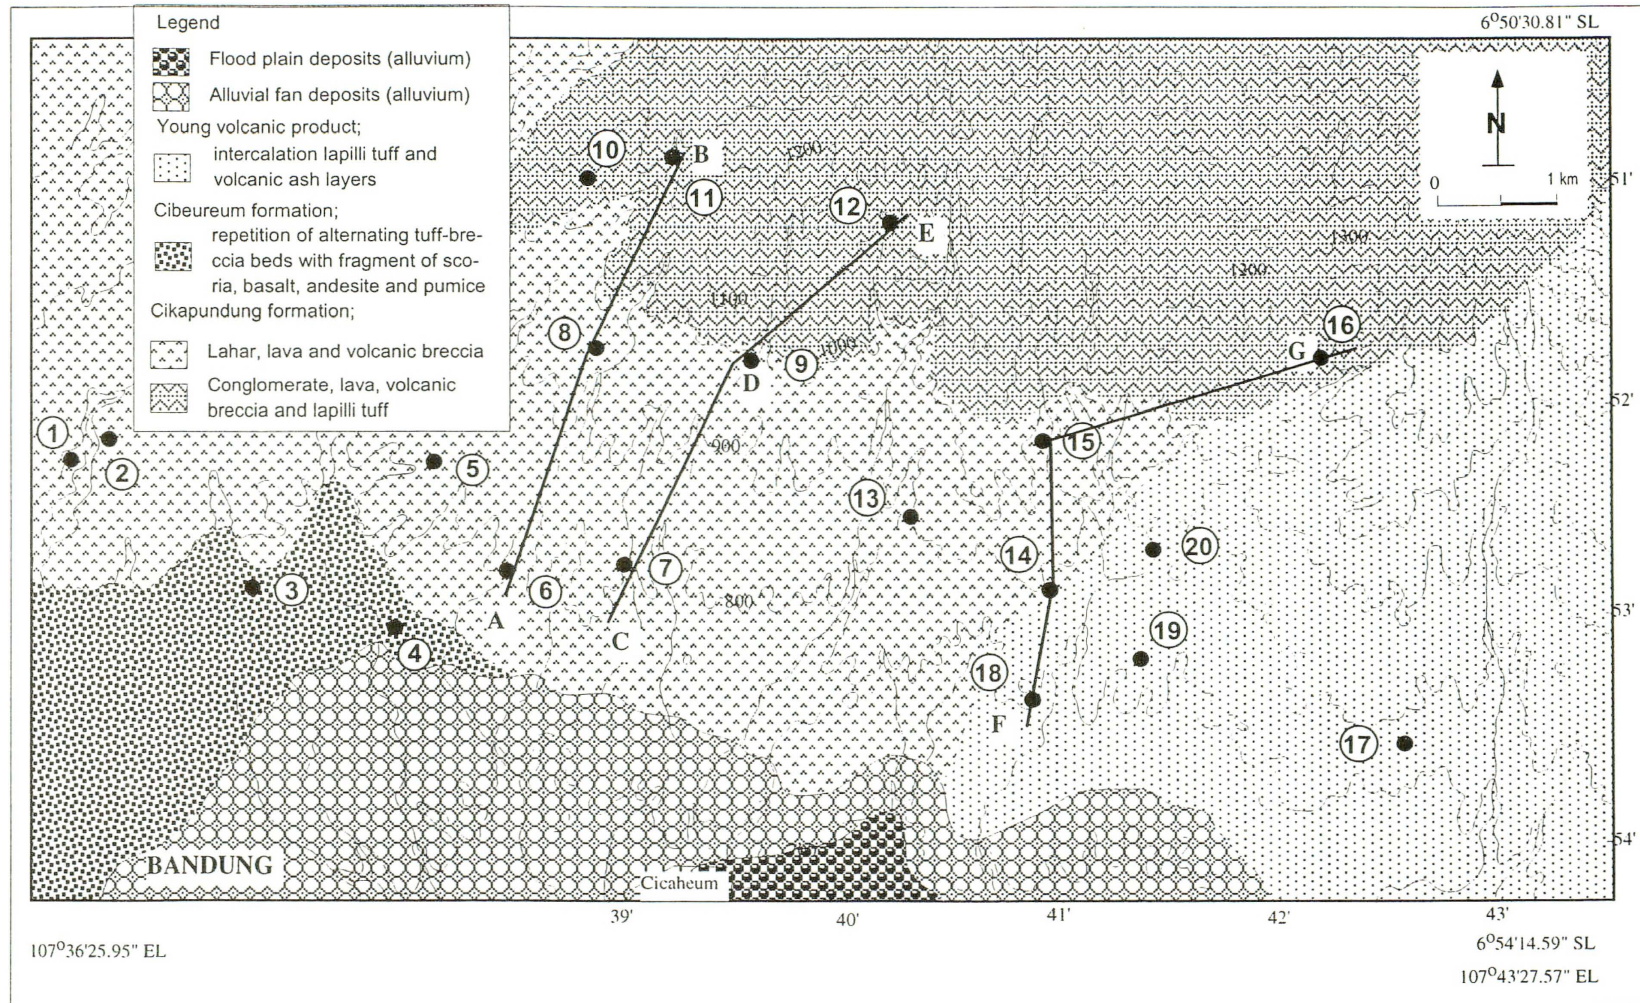 Legend
Flood plain deposits (alluvium)
Alluvial fan deposits (alluvium)
Young volcanic product;
intercalation lapilli tuff and
volcanic ash layers
Cibeureum formation;
repetition of alternating tuff-bre-
ccia beds with fragment of sco-
ria, basalt, andesite and pumice
Cikapundung formation;
Lahar, lava and volcanic breccia
Conglomerate, lava, volcanic
breccia and lapilli tuff
6°50'30.81" SL
N
0 1 km
51'
10
B
1200
11
12
E
1300
1200
1100
8
16
G
1000
9
D
52'
1
2
5
900
15
13
14
20
3
6
7
800
53'
A
C
4
19
18
F
17
54'
BANDUNG
Cicaheum
39'
40'
41'
42'
43'
107°36'25.95" EL
6°54'14.59" SL
107°43'27.57" EL